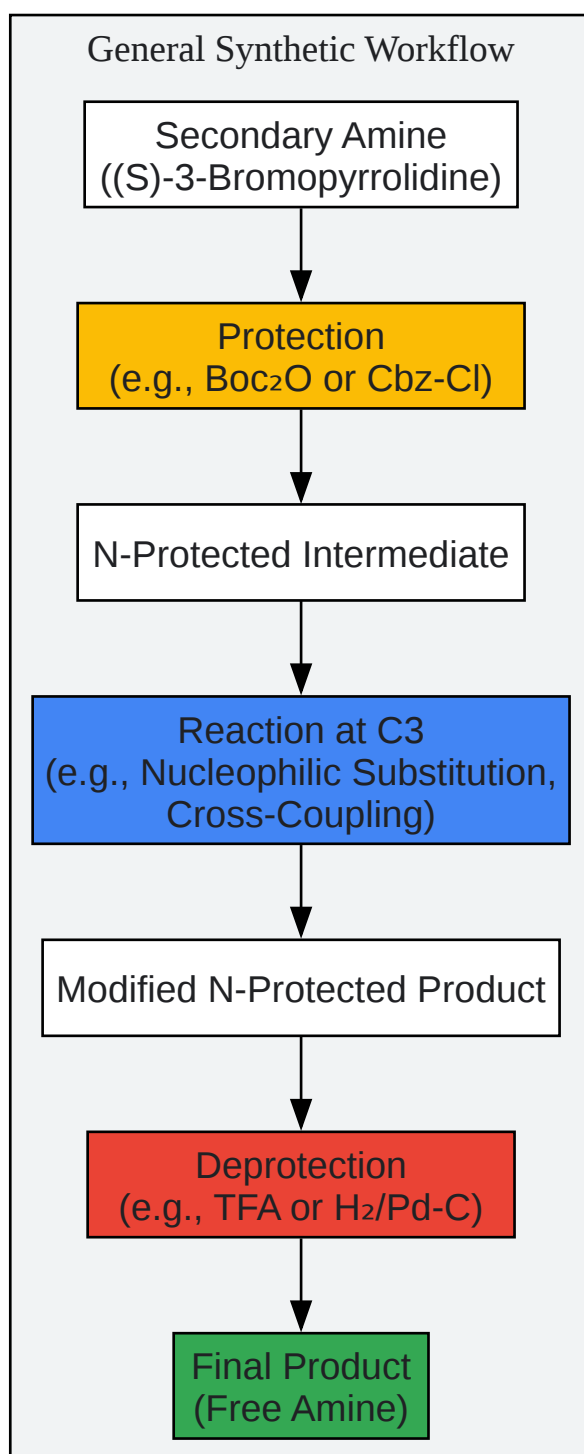 General Synthetic Workflow
Secondary Amine
((S)-3-Bromopyrrolidine)
Protection
(e.g., Boc₂O or Cbz-Cl)
N-Protected Intermediate
Reaction at C3
(e.g., Nucleophilic Substitution,
Cross-Coupling)
Modified N-Protected Product
Deprotection
(e.g., TFA or H₂/Pd-C)
Final Product
(Free Amine)